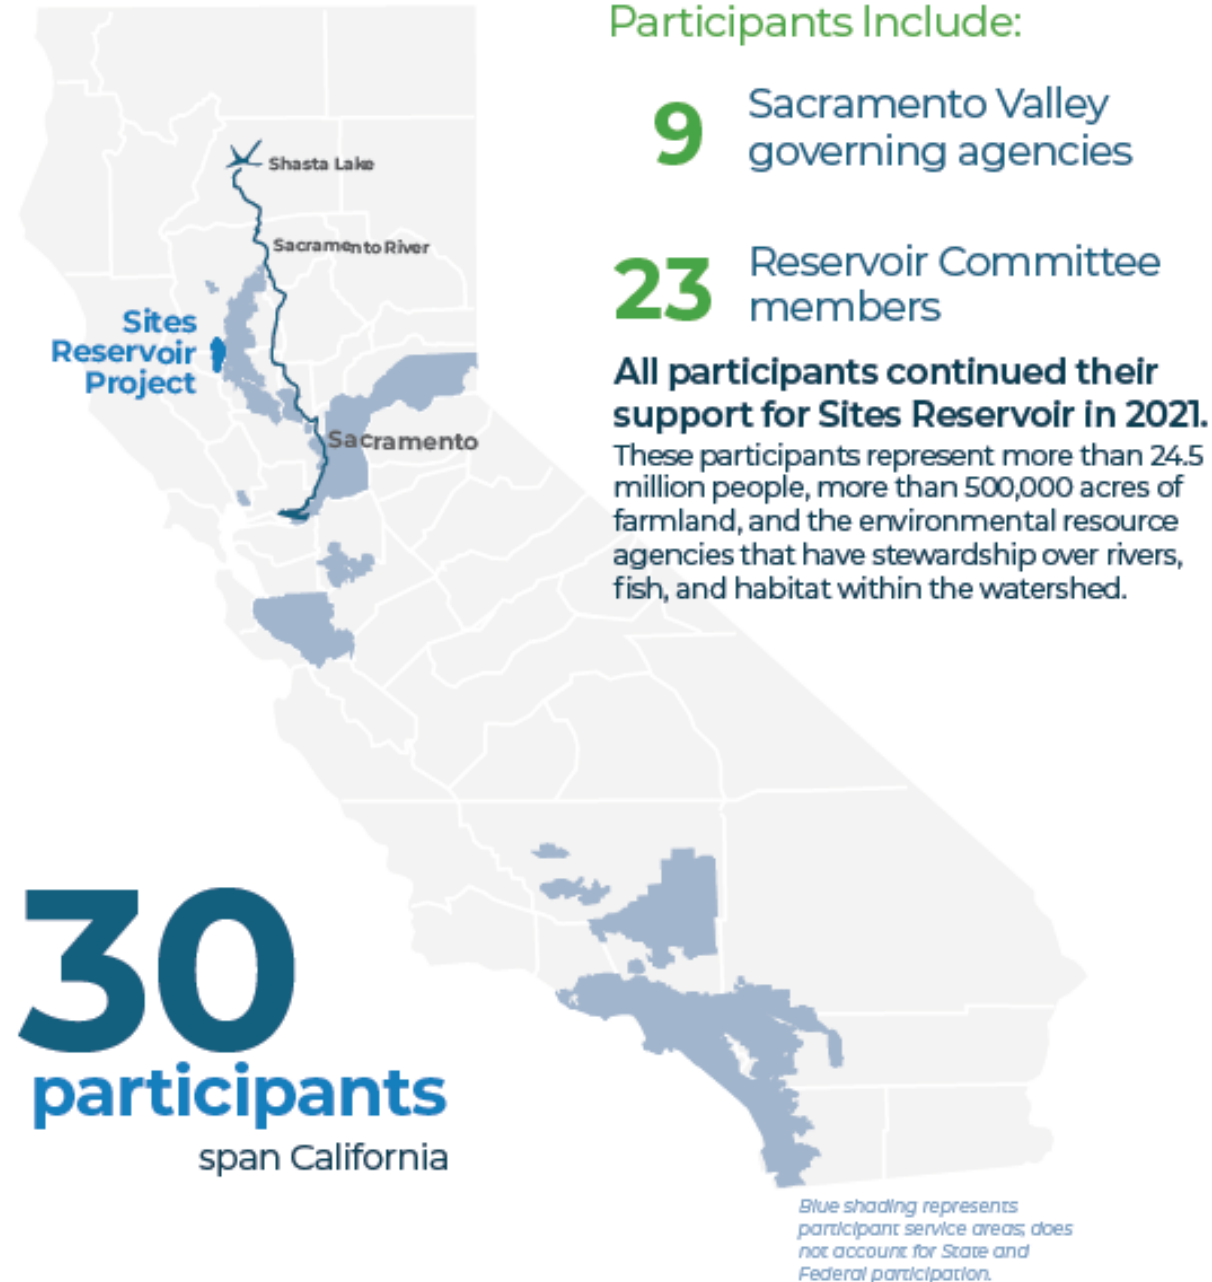 Participants Include:
9 Sacramento Valley
governing agencies
23 Reservoir Committee
members
All participants continued their
support for Sites Reservoir in 2021.
These participants represent more than 24.5
million people, more than 500,000 acres of
farmland, and the environmental resource
agencies that have stewardship over rivers,
fish, and habitat within the watershed.
Shasta Lake
Sacramento River
Sites
Reservoir
Project
Sacramento
30
participants
span California
Blue shading represents
participant service areas; does
not account for State and
Federal participation.